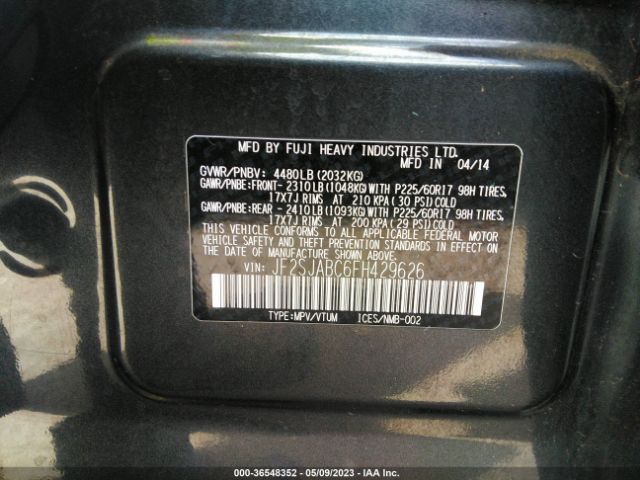 MFD BY FUJI HEAVY INDUSTRIES LTD.
MFD IN 04/14
GVWR/PNBV: 4480LB(2032KG)
GAWR/PNBE:FRONT-2310LB(1048KG)WITH P225/60R17 98H TIRES,
17X7J RIMS AT 210 KPA(30 PSI)COLD
GAWR/PNBE:REAR -2410LB(1093KG)WITH P225/60R17 98H TIRES,
17X7J RIMS AT 200 KPA(29 PSI)COLD
THIS VEHICLE CONFORMS TO ALL APPLICABLE FEDERAL MOTOR
VEHICLE SAFETY AND THEFT PREVENTION STANDARDS IN EFFECT
ON THE DATE OF MANUFACTURE SHOWN ABOVE.
VIN: JF2SJABC6FH429626
TYPE:MPV/VTUM ICES/NMB-002
000-36548352 - 05/09/2023 - IAA Inc.